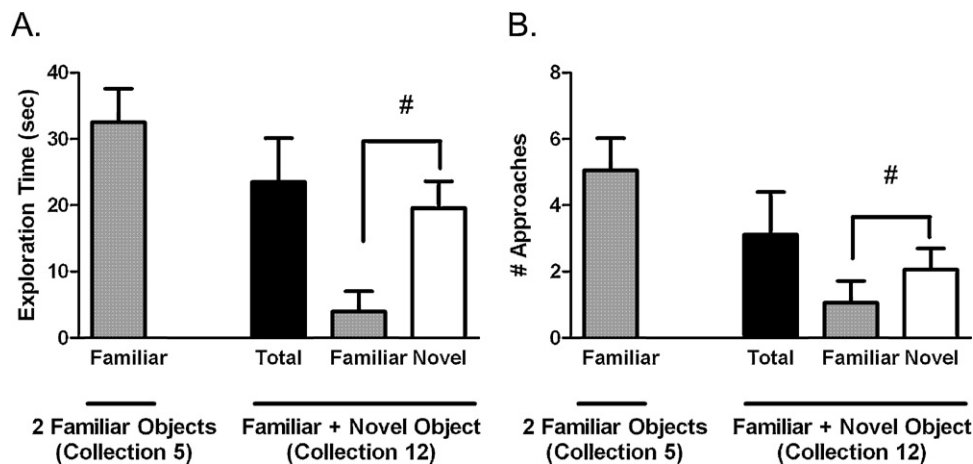 A.
Exploration Time (sec)
40
30
20
10
0
#
Familiar
Total
Familiar
Novel
2 Familiar Objects
(Collection 5)
Familiar + Novel Object
(Collection 12)
B.
# Approaches
8
6
4
2
0
#
Familiar
Total
Familiar
Novel
2 Familiar Objects
(Collection 5)
Familiar + Novel Object
(Collection 12)